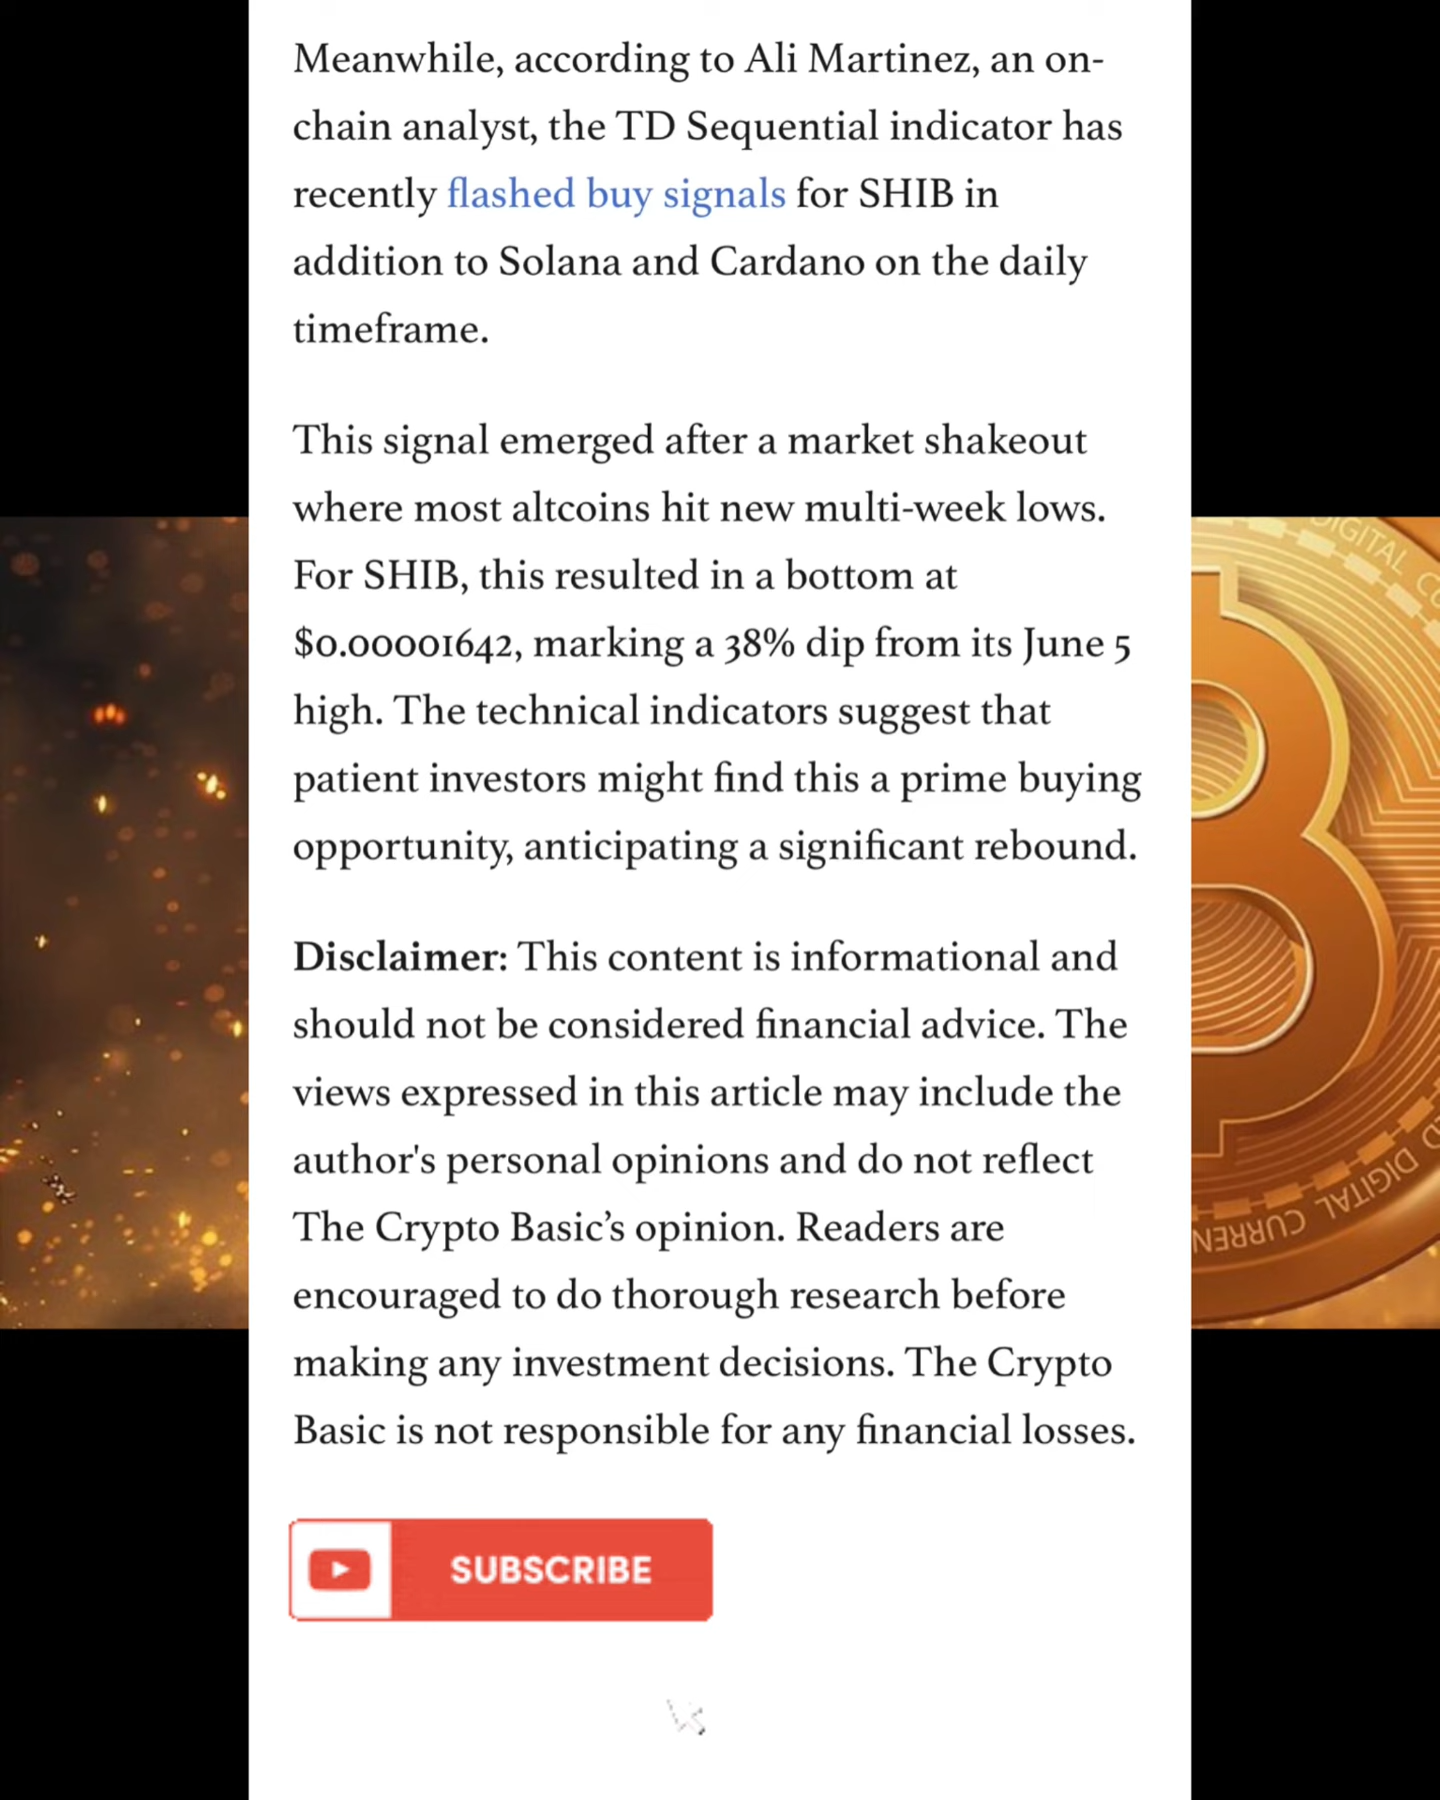 Meanwhile, according to Ali Martinez, an on-
chain analyst, the TD Sequential indicator has
recently flashed buy signals for SHIB in
addition to Solana and Cardano on the daily
timeframe.
This signal emerged after a market shakeout
where most altcoins hit new multi-week lows.
For SHIB, this resulted in a bottom at
$0.00001642, marking a 38% dip from its June 5
high. The technical indicators suggest that
patient investors might find this a prime buying
opportunity, anticipating a significant rebound.
Disclaimer: This content is informational and
should not be considered financial advice. The
views expressed in this article may include the
author's personal opinions and do not reflect
The Crypto Basic’s opinion. Readers are
encouraged to do thorough research before
making any investment decisions. The Crypto
Basic is not responsible for any financial losses.
SUBSCRIBE
DIGITAL
DIGITAL CURREN